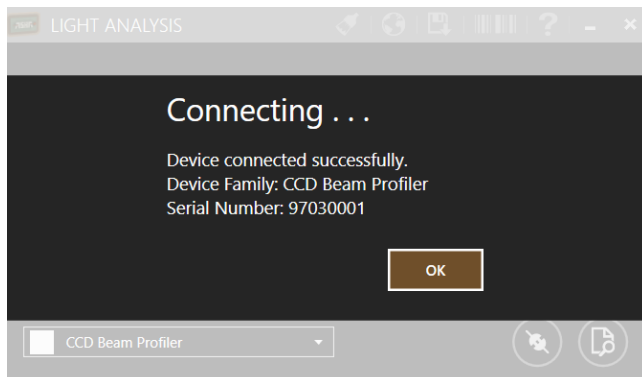 LIGHT ANALYSIS
?
Connecting . . .
Device connected successfully.
Device Family: CCD Beam Profiler
Serial Number: 97030001
OK
CCD Beam Profiler